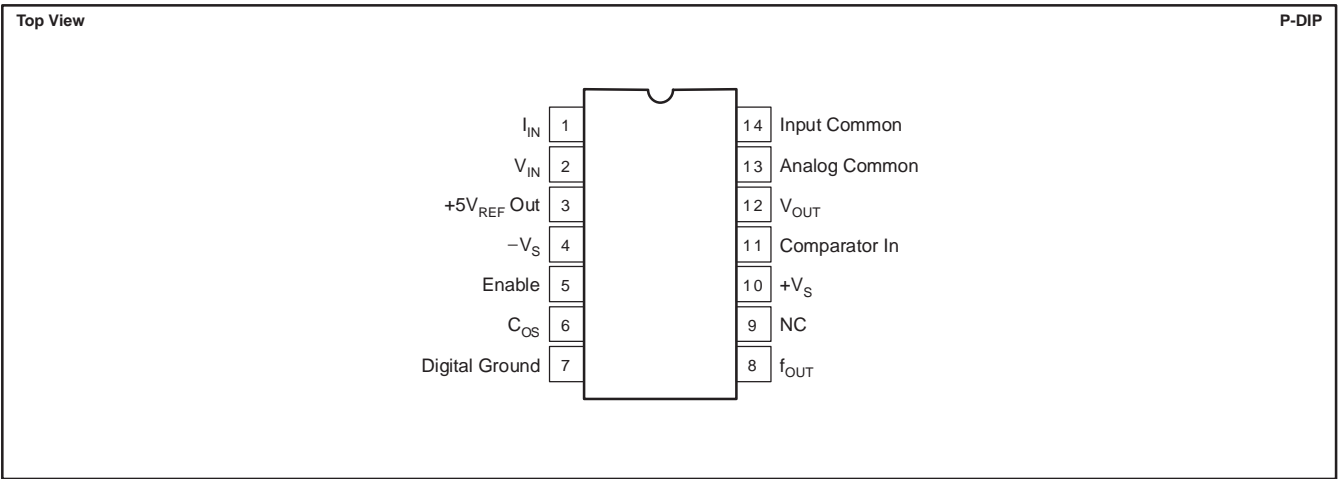 Top View P-DIP
I_IN 1 14 Input Common
V_IN 2 13 Analog Common
+5V_REF Out 3 12 V_OUT
−V_S 4 11 Comparator In
Enable 5 10 +V_S
C_OS 6 9 NC
Digital Ground 7 8 f_OUT